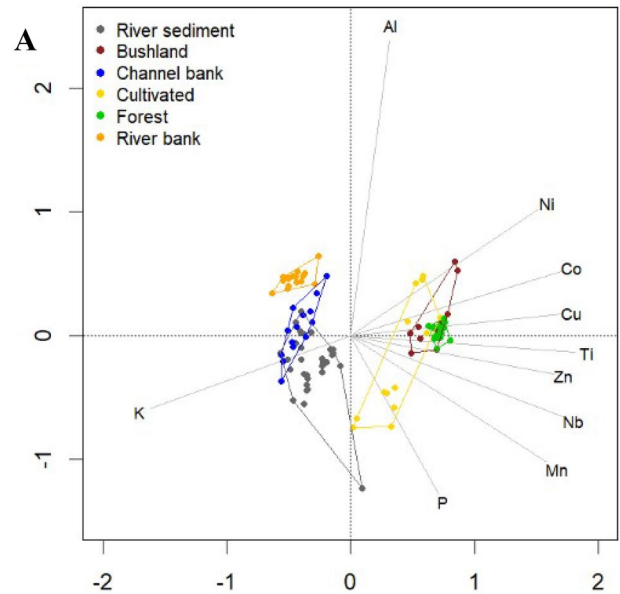 A
River sediment
Bushland
Channel bank
Cultivated
Forest
River bank
Al
Ni
Co
Cu
Ti
Zn
Nb
Mn
P
K
2
1
0
-1
-2
-1
0
1
2